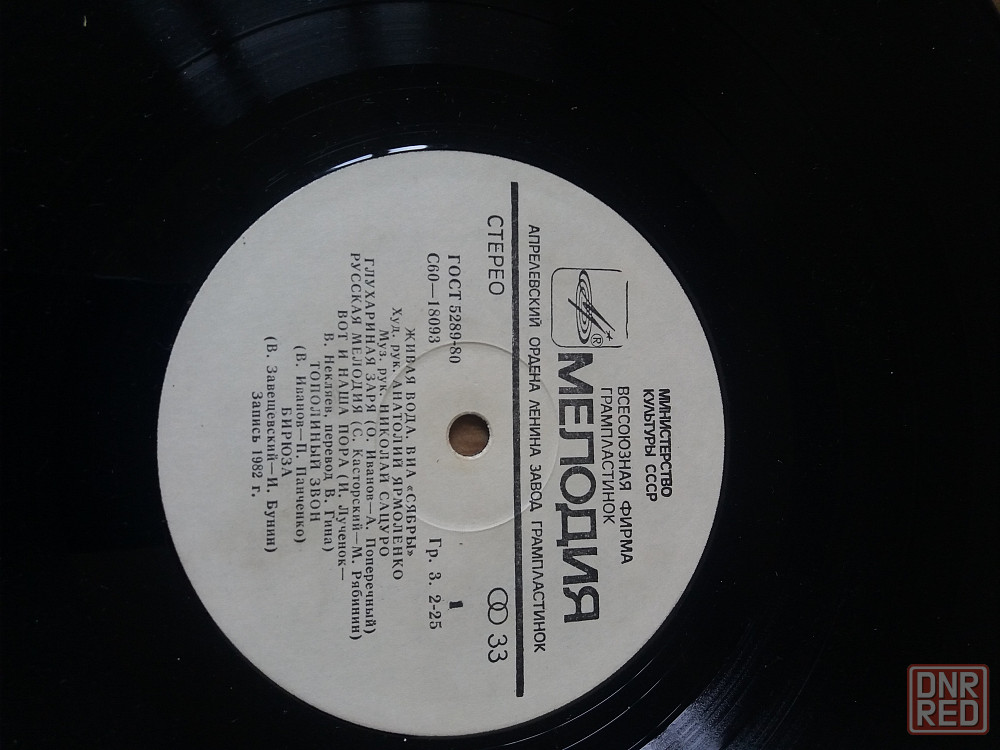 МИНИСТЕРСТВО
КУЛЬТУРЫ СССР
ВСЕСОЮЗНАЯ ФИРМА
ГРАМПЛАСТИНОК
®
МЕЛОДИЯ
АПРЕЛЕВСКИЙ ОРДЕНА ЛЕНИНА ЗАВОД ГРАМПЛАСТИНОК
СТЕРЕО 33
ГОСТ 5289-80 1
С60—18093 Гр. 3. 2-25
ЖИВАЯ ВОДА. ВИА «СЯБРЫ»
Худ. рук. АНАТОЛИЙ ЯРМОЛЕНКО
Муз. рук. НИКОЛАЙ САЦУРО
ГЛУХАРИНАЯ ЗАРЯ (О. Иванов—А. Поперечный)
РУССКАЯ МЕЛОДИЯ (С. Касторский—М. Рябинин)
ВОТ И НАША ПОРА (И. Лученок—
В. Некляев, перевод В. Гина)
ТОПОЛИНЫЙ ЗВОН
(В. Иванов—П. Панченко)
БИРЮЗА
(В. Завещевский—И. Бунин)
Запись 1982 г.
DNR
RED